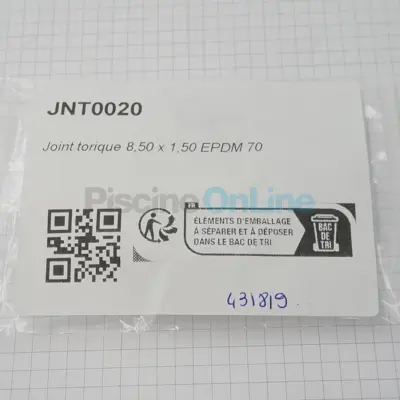 JNT0020
Joint torique 8,50 x 1,50 EPDM 70
PiscineOnLine
FR
ÉLÉMENTS D'EMBALLAGE
À SÉPARER ET À DÉPOSER
DANS LE BAC DE TRI
BAC
DE
TRI
431819